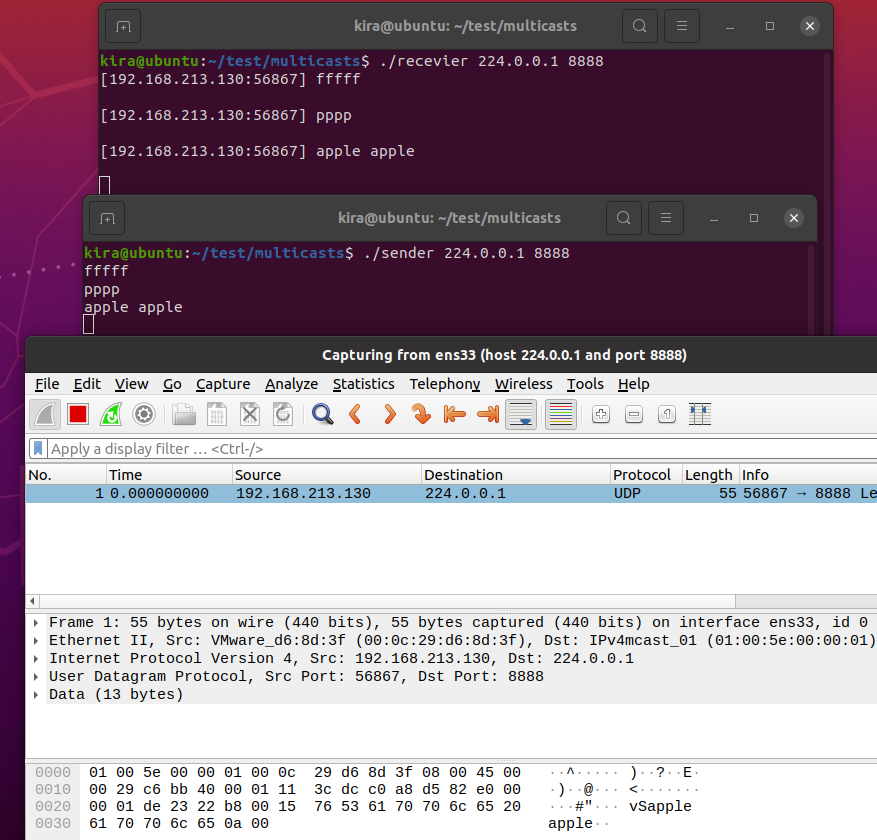 kira@ubuntu: ~/test/multicasts
kira@ubuntu:~/test/multicasts$ ./recevier 224.0.0.1 8888
[192.168.213.130:56867] fffff
[192.168.213.130:56867] pppp
[192.168.213.130:56867] apple apple
kira@ubuntu: ~/test/multicasts
kira@ubuntu:~/test/multicasts$ ./sender 224.0.0.1 8888
fffff
pppp
apple apple
Capturing from ens33 (host 224.0.0.1 and port 8888)
File Edit View Go Capture Analyze Statistics Telephony Wireless Tools Help
Apply a display filter … <Ctrl-/>
No. Time Source Destination Protocol Length Info
1 0.000000000 192.168.213.130 224.0.0.1 UDP 55 56867 → 8888 Le
Frame 1: 55 bytes on wire (440 bits), 55 bytes captured (440 bits) on interface ens33, id 0
Ethernet II, Src: VMware_d6:8d:3f (00:0c:29:d6:8d:3f), Dst: IPv4mcast_01 (01:00:5e:00:00:01)
Internet Protocol Version 4, Src: 192.168.213.130, Dst: 224.0.0.1
User Datagram Protocol, Src Port: 56867, Dst Port: 8888
Data (13 bytes)
0000 01 00 5e 00 00 01 00 0c 29 d6 8d 3f 08 00 45 00 ··^····· )··?··E·
0010 00 29 c6 bb 40 00 01 11 3c dc c0 a8 d5 82 e0 00 ·)··@··· <·······
0020 00 01 de 23 22 b8 00 15 76 53 61 70 70 6c 65 20 ···#"··· vSapple
0030 61 70 70 6c 65 0a 00 apple··